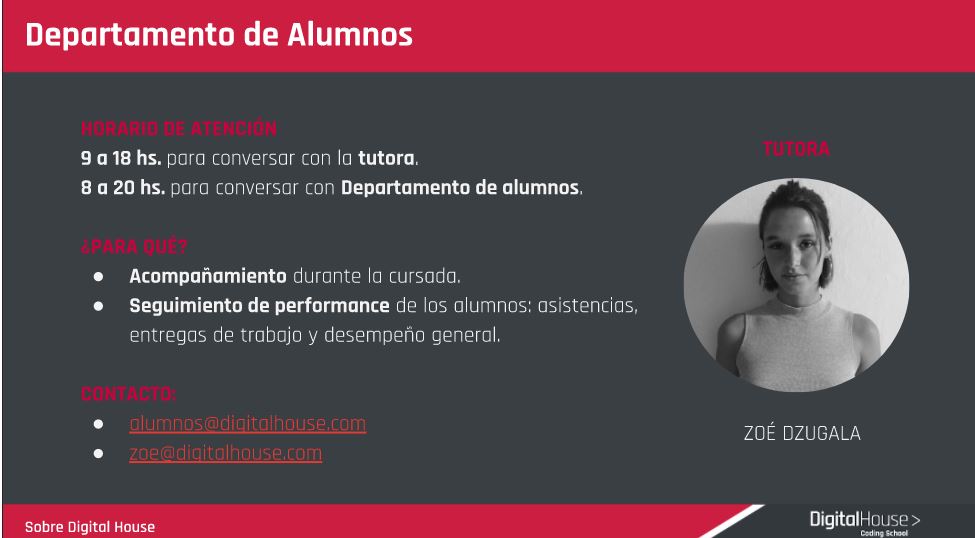 Departamento de Alumnos
HORARIO DE ATENCIÓN
9 a 18 hs. para conversar con la tutora.
8 a 20 hs. para conversar con Departamento de alumnos.
¿PARA QUÉ?
● Acompañamiento durante la cursada.
● Seguimiento de performance de los alumnos: asistencias,
entregas de trabajo y desempeño general.
CONTACTO:
● alumnos@digitalhouse.com
● zoe@digitalhouse.com
TUTORA
ZOÉ DZUGALA
Sobre Digital House
DigitalHouse>
Coding School